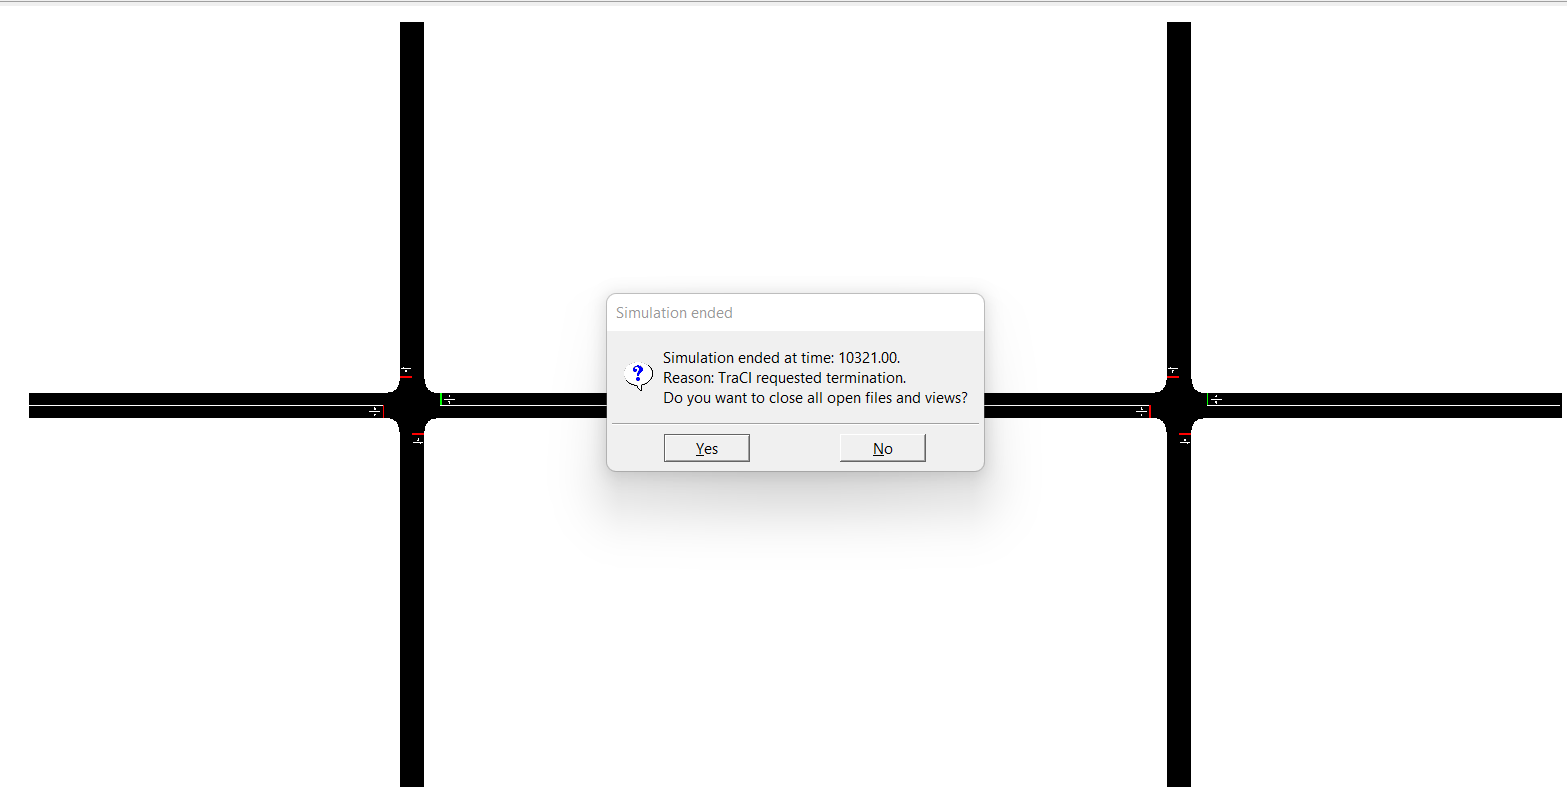 Simulation ended
Simulation ended at time: 10321.00.
Reason: TraCI requested termination.
Do you want to close all open files and views?
Yes
No